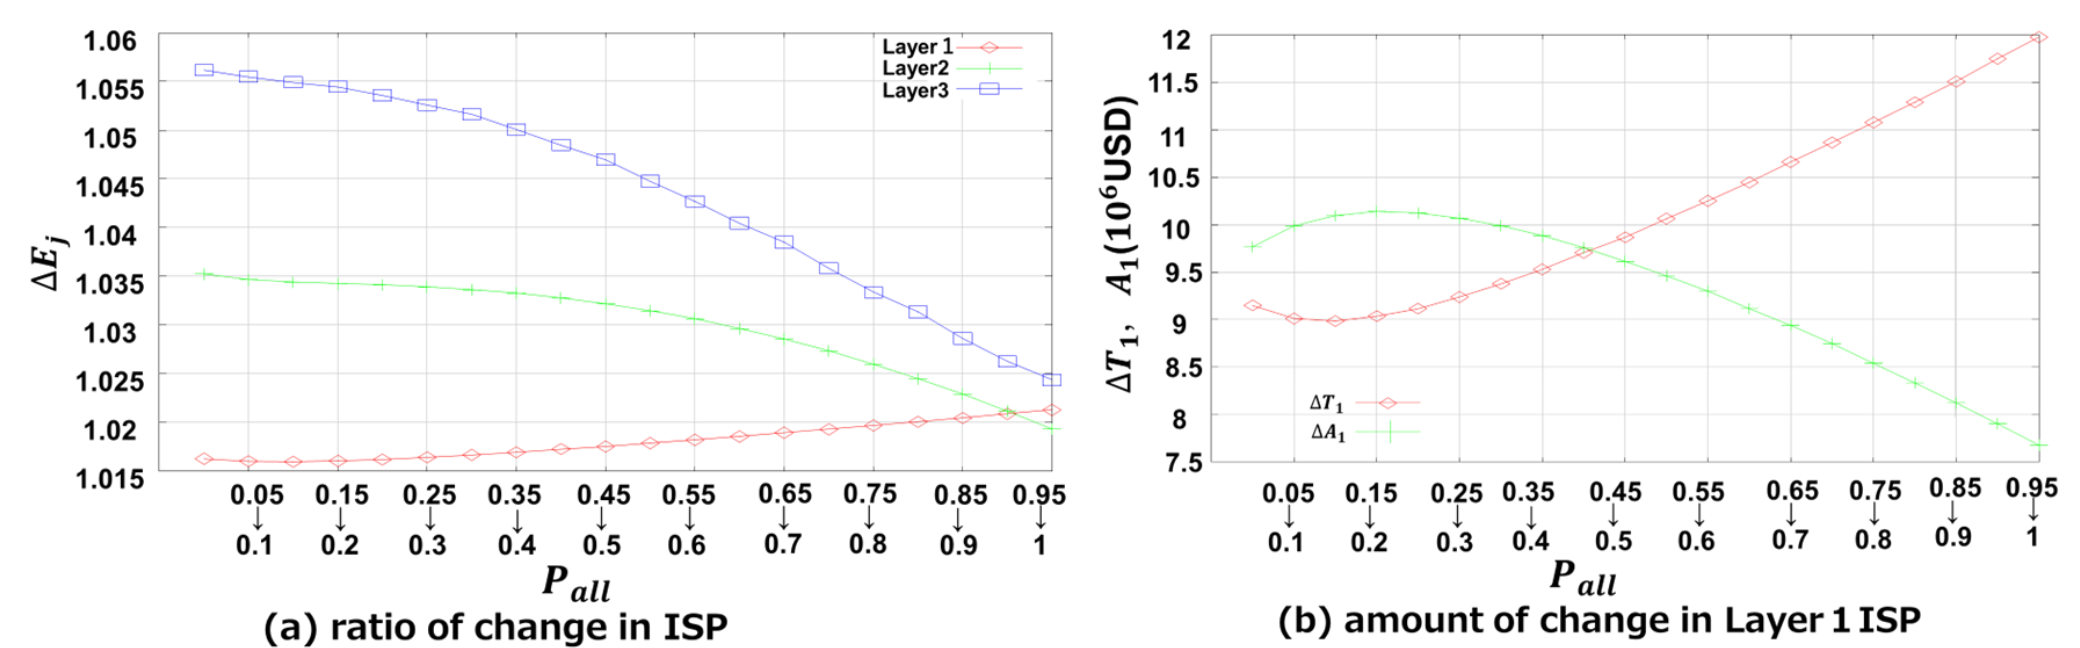 1.06
1.055
1.05
1.045
1.04
1.035
1.03
1.025
1.02
1.015
ΔE_j
Layer 1
Layer2
Layer3
0.05 0.15 0.25 0.35 0.45 0.55 0.65 0.75 0.85 0.95
↓ ↓ ↓ ↓ ↓ ↓ ↓ ↓ ↓ ↓
0.1 0.2 0.3 0.4 0.5 0.6 0.7 0.8 0.9 1
P_all
(a) ratio of change in ISP
12
11.5
11
10.5
10
9.5
9
8.5
8
7.5
ΔT₁, A₁(10⁶USD)
ΔT₁
ΔA₁
0.05 0.15 0.25 0.35 0.45 0.55 0.65 0.75 0.85 0.95
↓ ↓ ↓ ↓ ↓ ↓ ↓ ↓ ↓ ↓
0.1 0.2 0.3 0.4 0.5 0.6 0.7 0.8 0.9 1
P_all
(b) amount of change in Layer 1 ISP